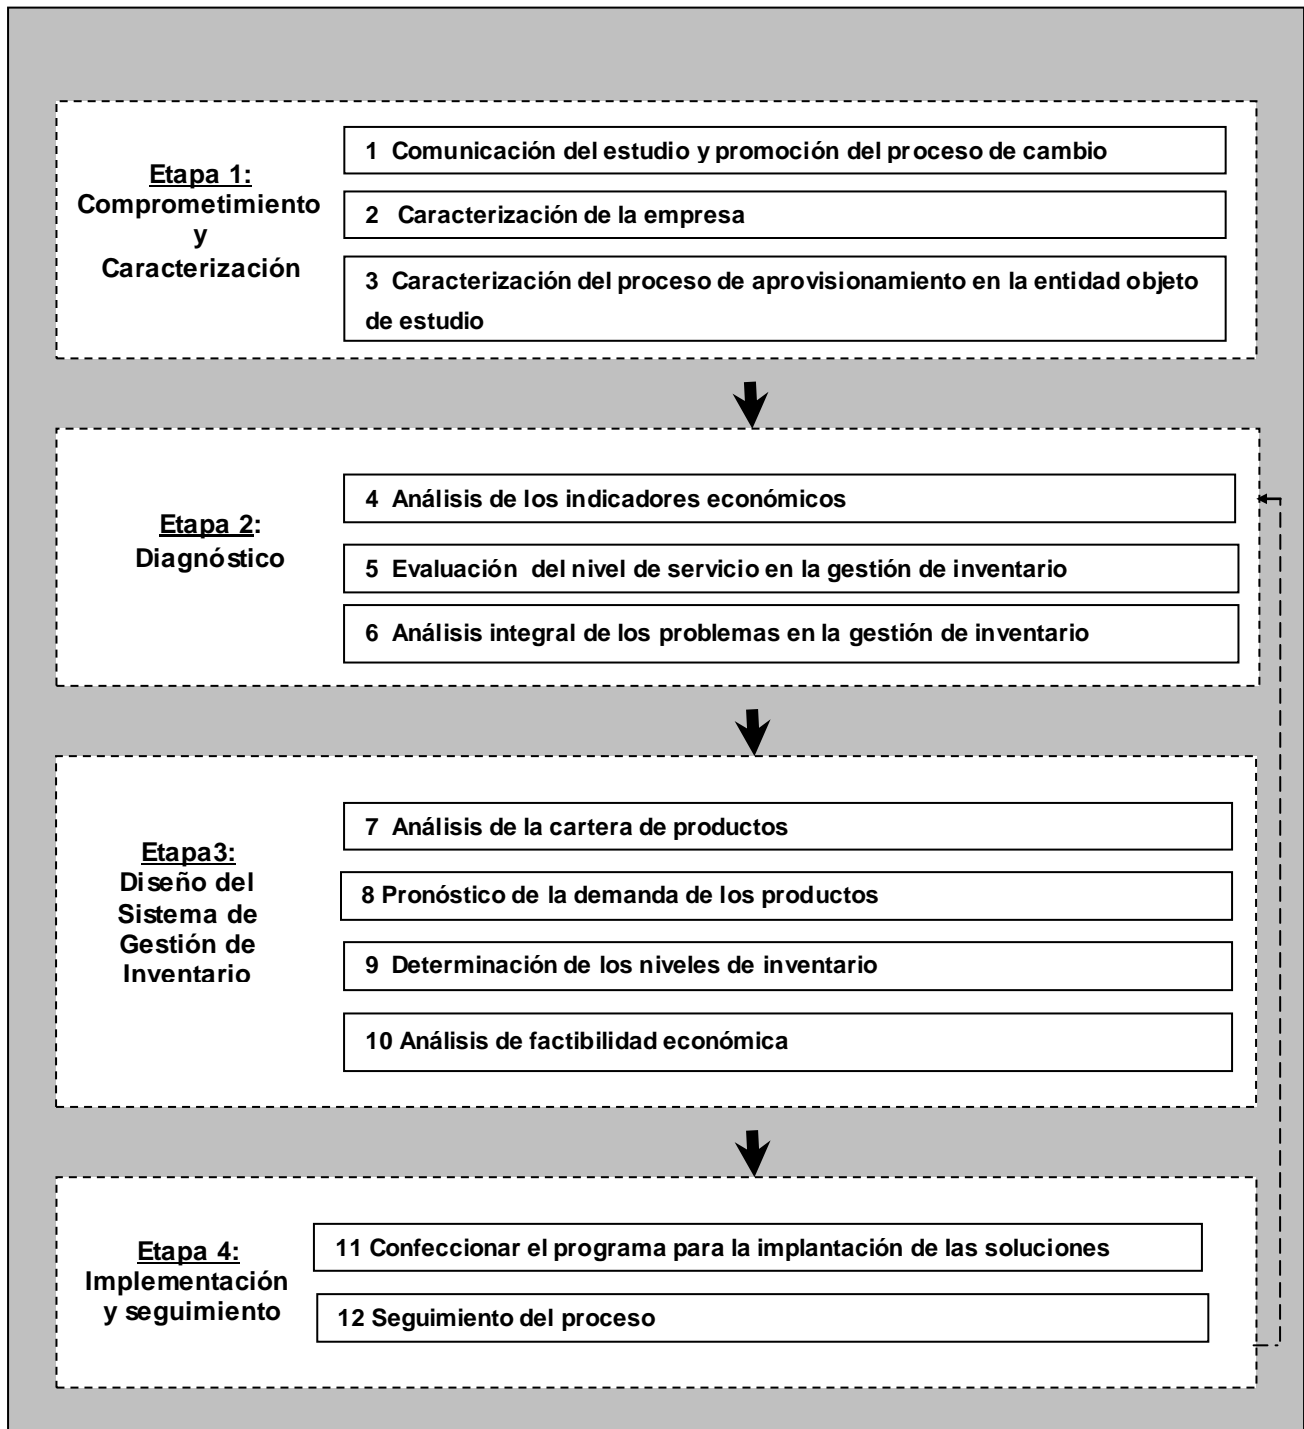 Etapa 1:
Comprometimiento
y
Caracterización
1 Comunicación del estudio y promoción del proceso de cambio
2 Caracterización de la empresa
3 Caracterización del proceso de aprovisionamiento en la entidad objeto
de estudio
Etapa 2:
Diagnóstico
4 Análisis de los indicadores económicos
5 Evaluación del nivel de servicio en la gestión de inventario
6 Análisis integral de los problemas en la gestión de inventario
Etapa3:
Diseño del
Sistema de
Gestión de
Inventario
7 Análisis de la cartera de productos
8 Pronóstico de la demanda de los productos
9 Determinación de los niveles de inventario
10 Análisis de factibilidad económica
Etapa 4:
Implementación
y seguimiento
11 Confeccionar el programa para la implantación de las soluciones
12 Seguimiento del proceso